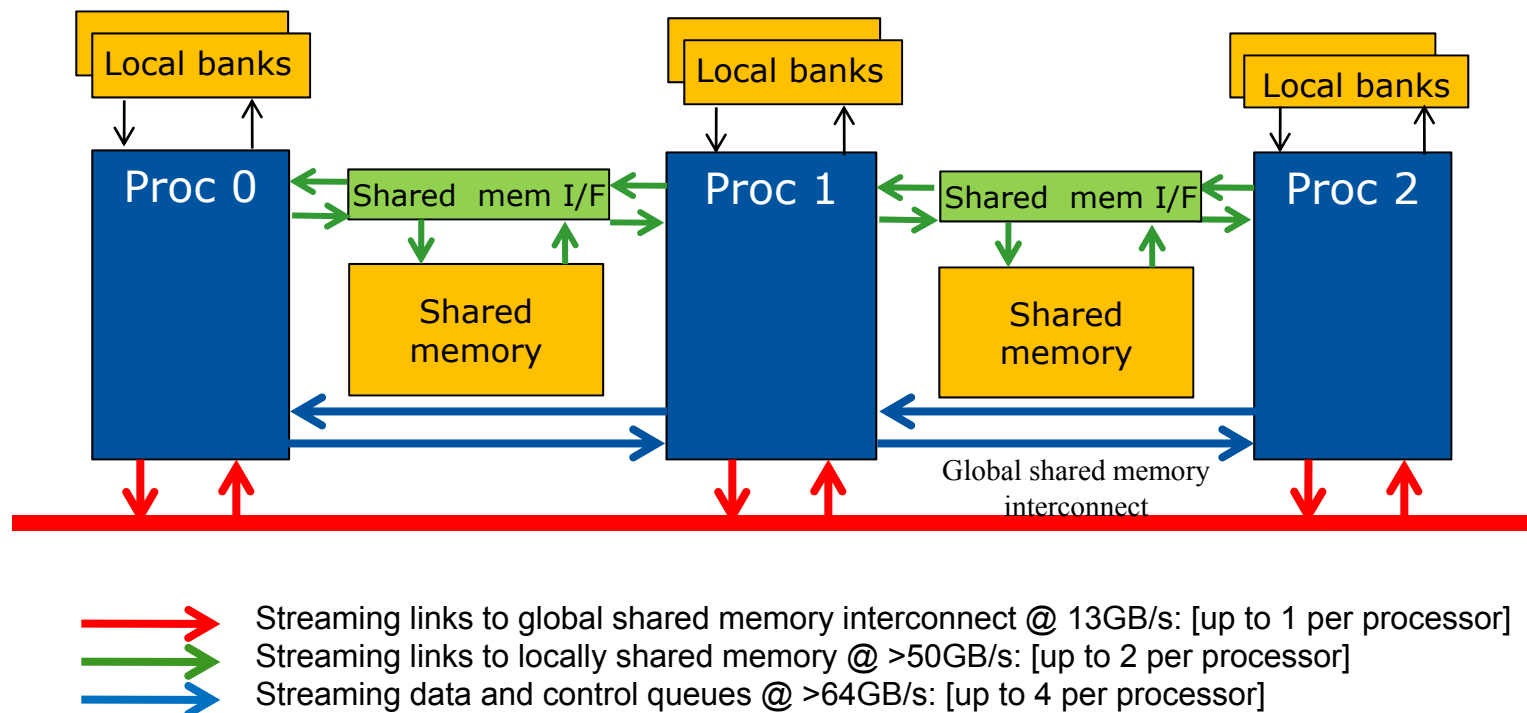 Local banks
Local banks
Local banks
Proc 0
Shared mem I/F
Proc 1
Shared mem I/F
Proc 2
Shared
memory
Shared
memory
Global shared memory
interconnect
Streaming links to global shared memory interconnect @ 13GB/s: [up to 1 per processor]
Streaming links to locally shared memory @ >50GB/s: [up to 2 per processor]
Streaming data and control queues @ >64GB/s: [up to 4 per processor]